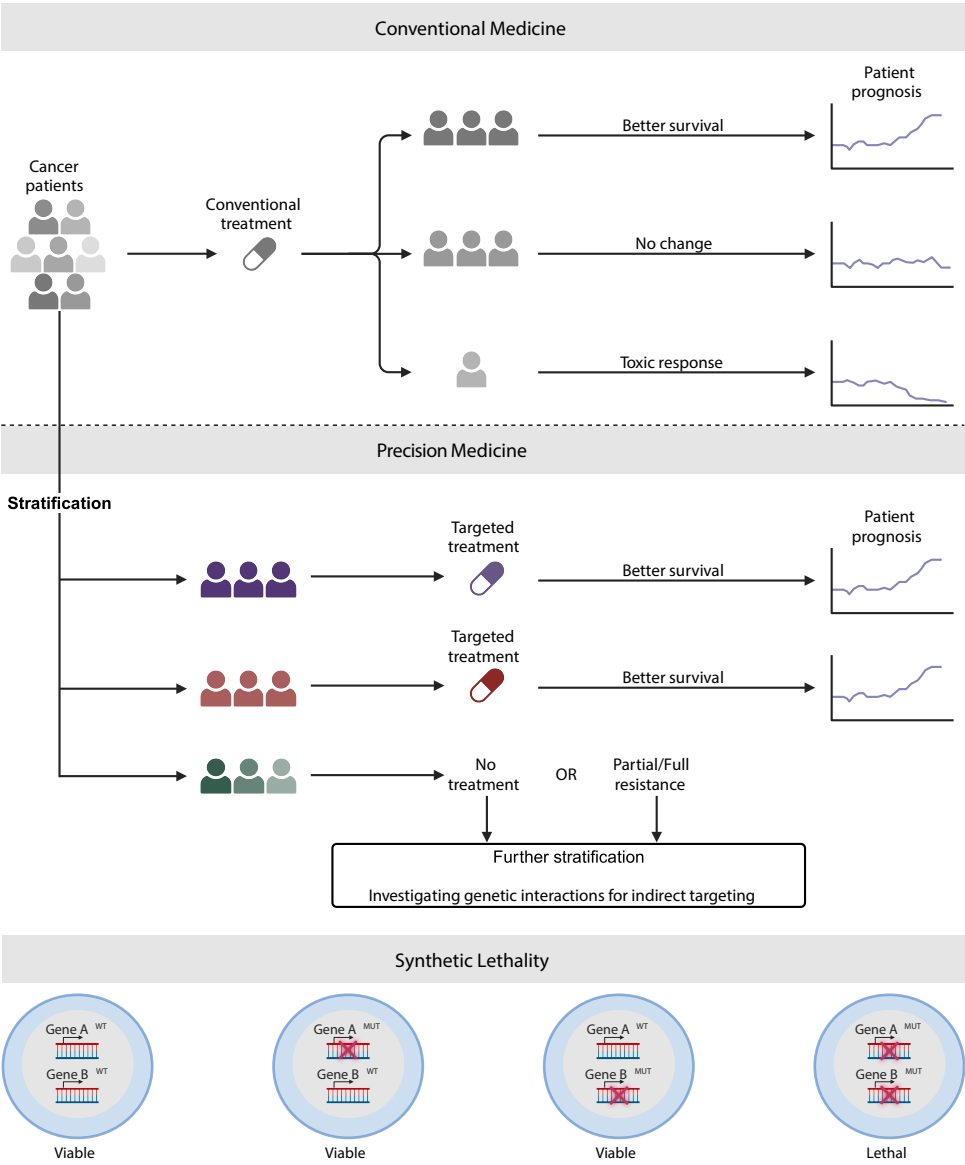 Conventional Medicine
Patient
prognosis
Better survival
Cancer
patients
Conventional
treatment
No change
Toxic response
Precision Medicine
Stratification
Targeted
treatment
Patient
prognosis
Better survival
Targeted
treatment
Better survival
No
treatment
OR
Partial/Full
resistance
Further stratification
Investigating genetic interactions for indirect targeting
Synthetic Lethality
Gene A WT
Gene B WT
Viable
Gene A MUT
Gene B WT
Viable
Gene A WT
Gene B MUT
Viable
Gene A MUT
Gene B MUT
Lethal